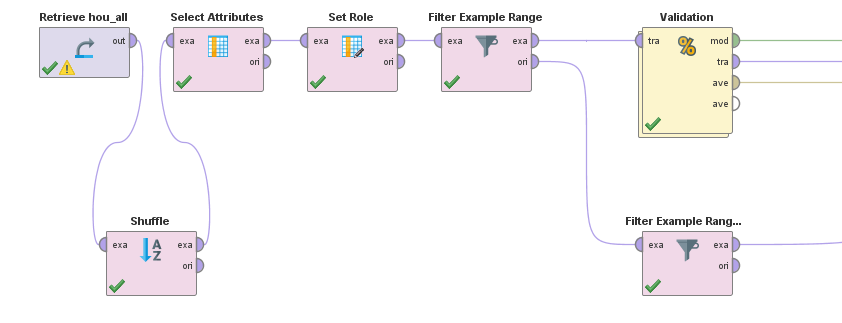 Retrieve hou_all
out
Select Attributes
exa
exa
ori
Set Role
exa
exa
ori
Filter Example Range
exa
exa
ori
Validation
%
tra
mod
tra
ave
ave
Shuffle
exa
A
Z
exa
ori
Filter Example Rang...
exa
exa
ori